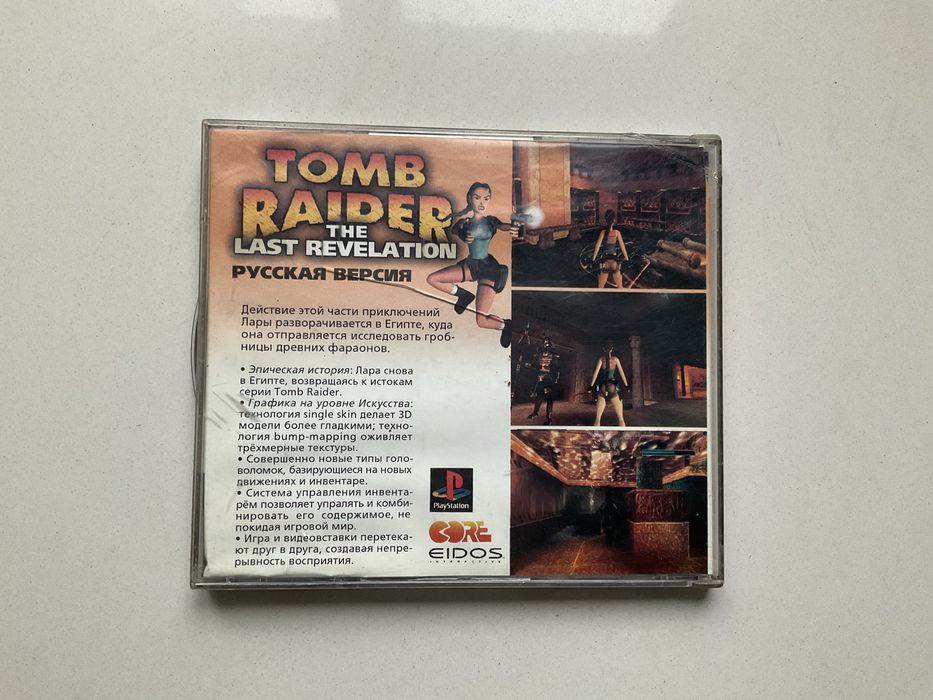 TOMB
RAIDER
THE
LAST REVELATION
РУССКАЯ ВЕРСИЯ
Действие этой части приключений
Лары разворачивается в Египте, куда
она отправляется исследовать гроб-
ницы древних фараонов.
• Эпическая история: Лара снова
в Египте, возвращаясь к истокам
серии Tomb Raider.
• Графика на уровне Искусства:
технология single skin делает 3D
модели более гладкими; техно-
логия bump-mapping оживляет
трёхмерные текстуры.
• Совершенно новые типы голо-
воломок, базирующиеся на новых
движениях и инвентаре.
• Система управления инвента-
рём позволяет упралять и комби-
нировать его содержимое, не
покидая игровой мир.
• Игра и видеовставки перетека-
ют друг в друга, создавая непре-
рывность восприятия.
PlayStation
CORE
EIDOS
INTERACTIVE